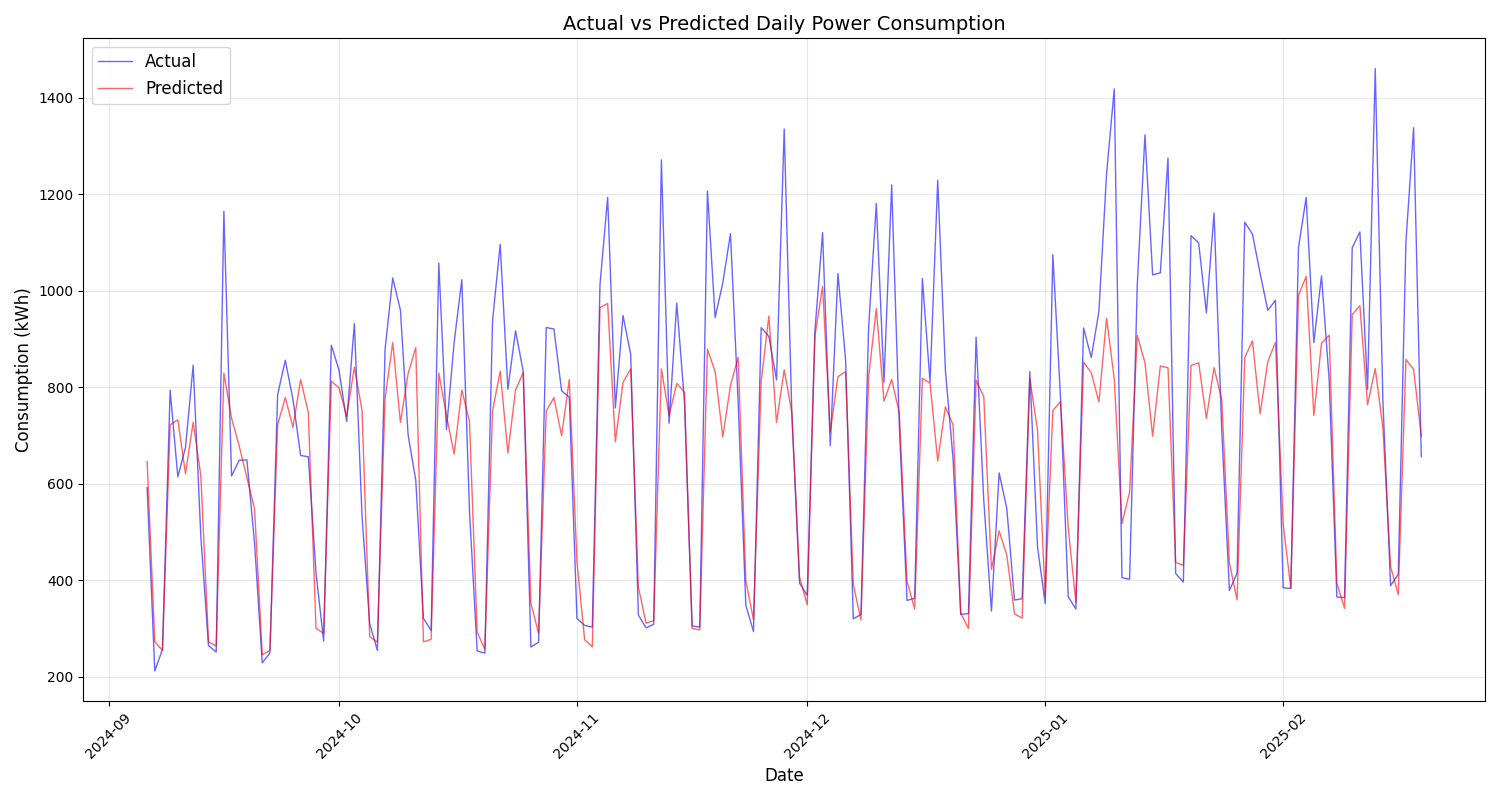 Actual vs Predicted Daily Power Consumption
Actual
Predicted
Consumption (kWh)
1400
1200
1000
800
600
400
200
2024-09
2024-10
2024-11
2024-12
2025-01
2025-02
Date